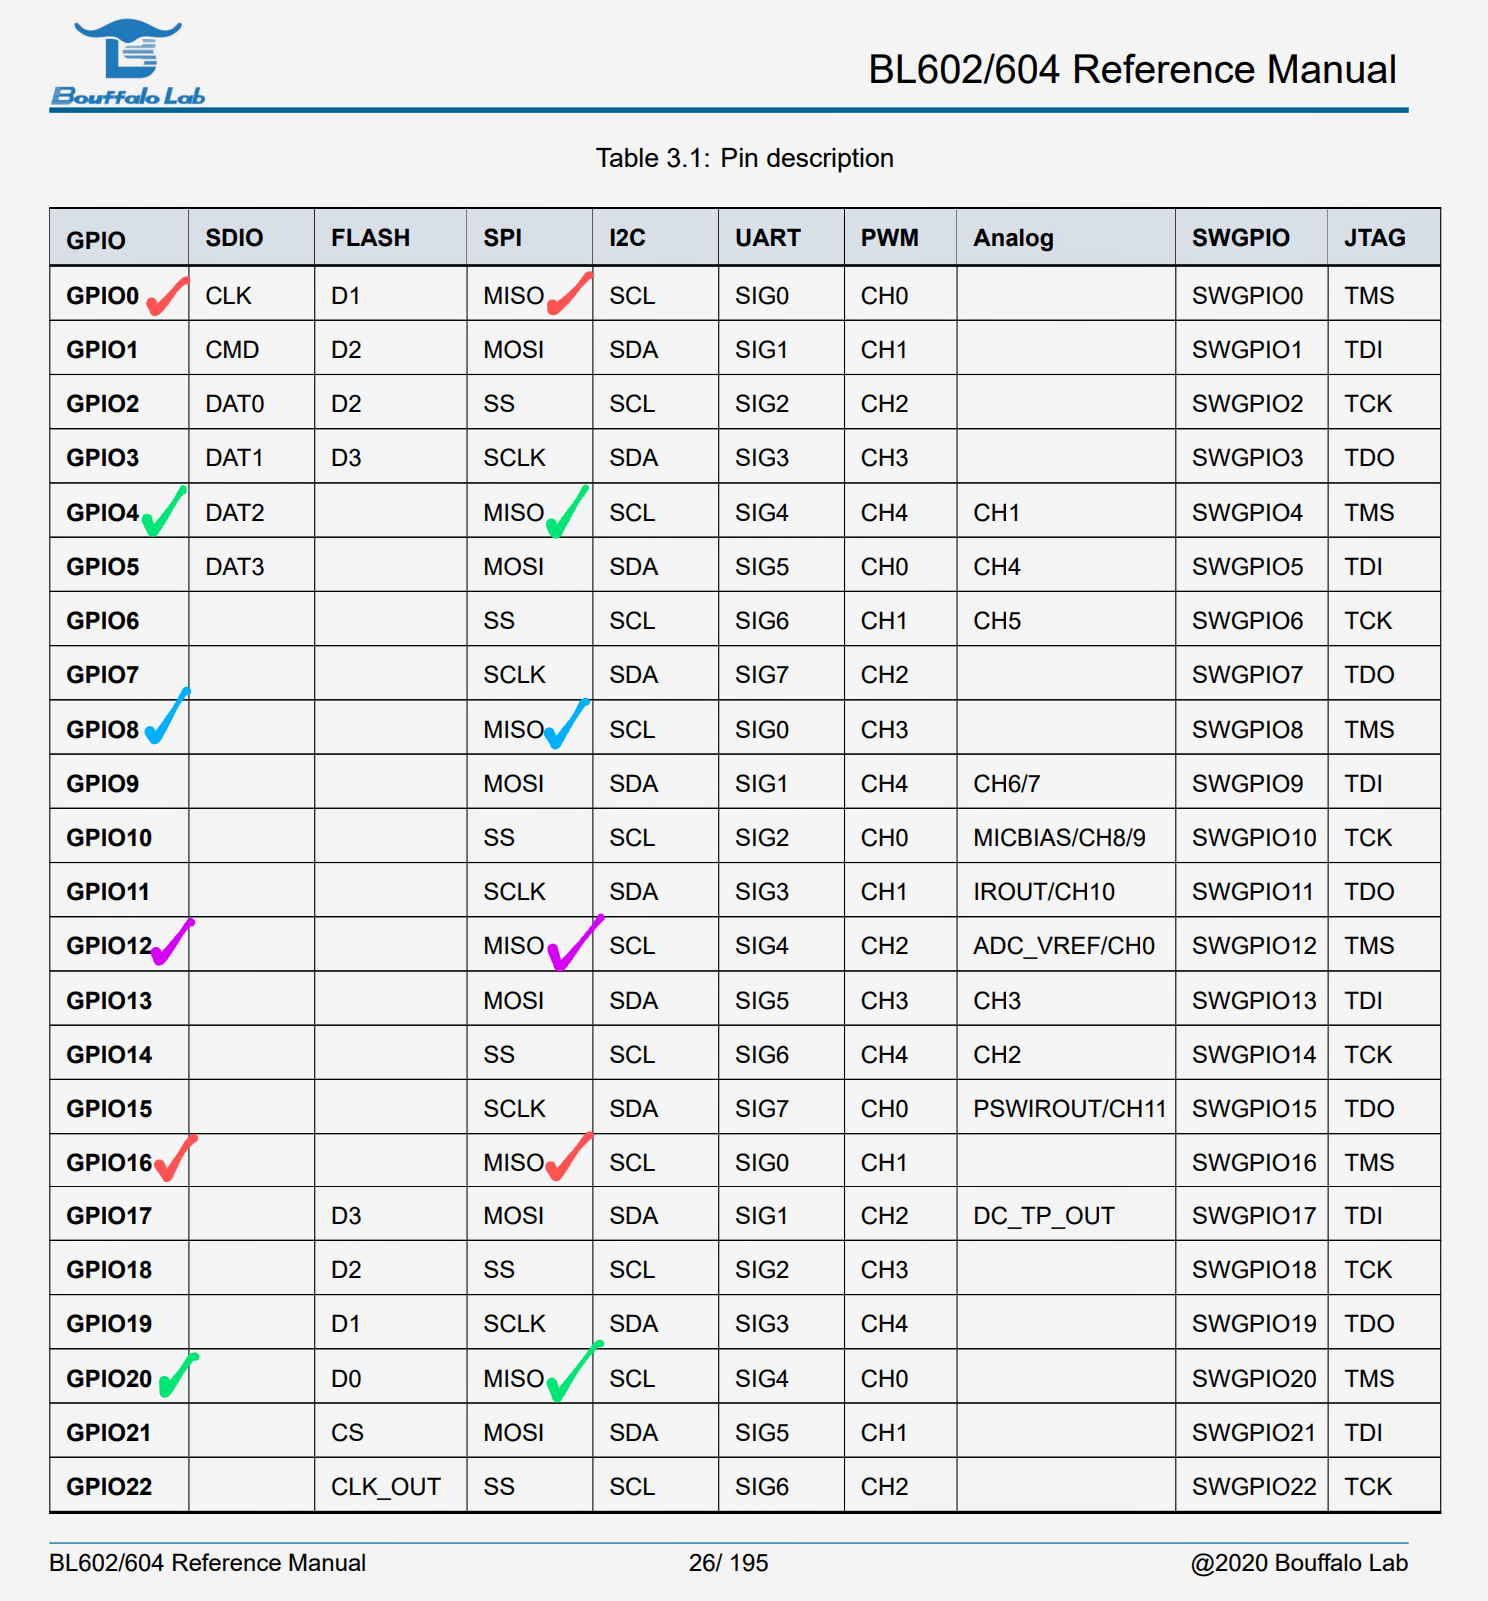 Bouffalo Lab
BL602/604 Reference Manual
Table 3.1: Pin description
GPIO SDIO FLASH SPI I2C UART PWM Analog SWGPIO JTAG
GPIO0 CLK D1 MISO SCL SIG0 CH0 SWGPIO0 TMS
GPIO1 CMD D2 MOSI SDA SIG1 CH1 SWGPIO1 TDI
GPIO2 DAT0 D2 SS SCL SIG2 CH2 SWGPIO2 TCK
GPIO3 DAT1 D3 SCLK SDA SIG3 CH3 SWGPIO3 TDO
GPIO4 DAT2 MISO SCL SIG4 CH4 CH1 SWGPIO4 TMS
GPIO5 DAT3 MOSI SDA SIG5 CH0 CH4 SWGPIO5 TDI
GPIO6 SS SCL SIG6 CH1 CH5 SWGPIO6 TCK
GPIO7 SCLK SDA SIG7 CH2 SWGPIO7 TDO
GPIO8 MISO SCL SIG0 CH3 SWGPIO8 TMS
GPIO9 MOSI SDA SIG1 CH4 CH6/7 SWGPIO9 TDI
GPIO10 SS SCL SIG2 CH0 MICBIAS/CH8/9 SWGPIO10 TCK
GPIO11 SCLK SDA SIG3 CH1 IROUT/CH10 SWGPIO11 TDO
GPIO12 MISO SCL SIG4 CH2 ADC_VREF/CH0 SWGPIO12 TMS
GPIO13 MOSI SDA SIG5 CH3 CH3 SWGPIO13 TDI
GPIO14 SS SCL SIG6 CH4 CH2 SWGPIO14 TCK
GPIO15 SCLK SDA SIG7 CH0 PSWIROUT/CH11 SWGPIO15 TDO
GPIO16 MISO SCL SIG0 CH1 SWGPIO16 TMS
GPIO17 D3 MOSI SDA SIG1 CH2 DC_TP_OUT SWGPIO17 TDI
GPIO18 D2 SS SCL SIG2 CH3 SWGPIO18 TCK
GPIO19 D1 SCLK SDA SIG3 CH4 SWGPIO19 TDO
GPIO20 D0 MISO SCL SIG4 CH0 SWGPIO20 TMS
GPIO21 CS MOSI SDA SIG5 CH1 SWGPIO21 TDI
GPIO22 CLK_OUT SS SCL SIG6 CH2 SWGPIO22 TCK
BL602/604 Reference Manual 26/ 195 @2020 Bouffalo Lab